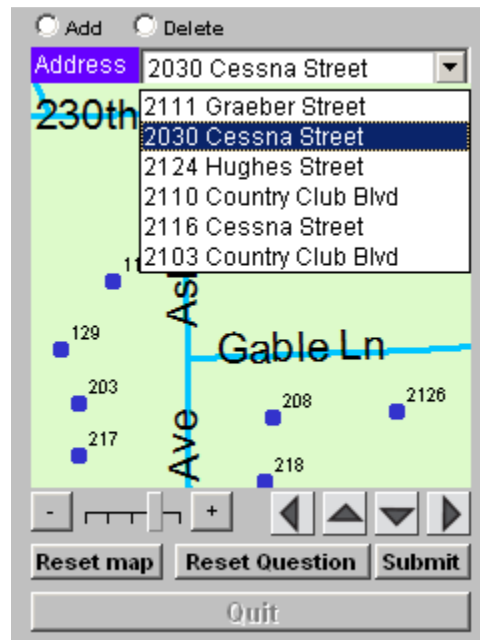 Add Delete
Address 2030 Cessna Street
230th
2111 Graeber Street
2030 Cessna Street
2124 Hughes Street
2110 Country Club Blvd
2116 Cessna Street
2103 Country Club Blvd
129
Gable Ln
203
208
2126
217
Ave
218
- +
Reset map Reset Question Submit
Quit